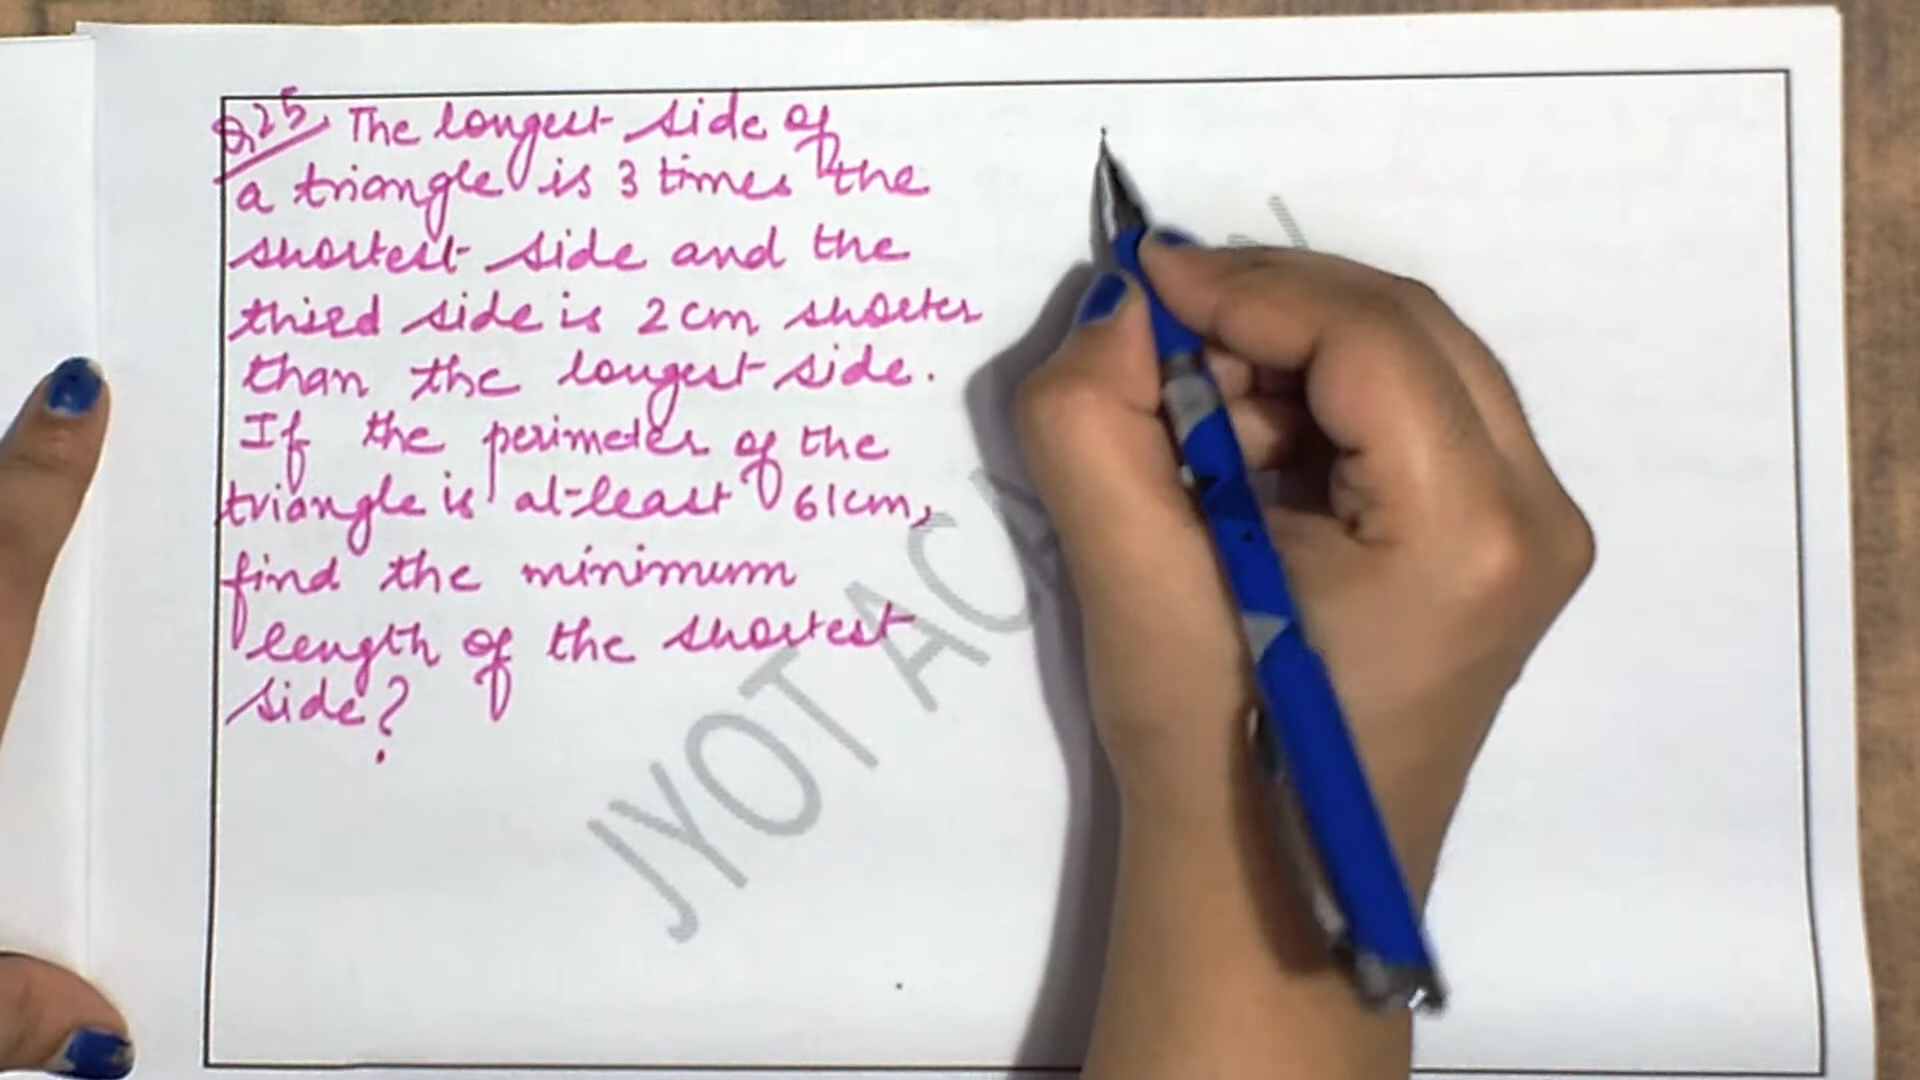 Q25. The longest side of
a triangle is 3 times the
shortest side and the
third side is 2 cm shorter
than the longest side.
If the perimeter of the
triangle is at-least 61cm,
find the minimum
length of the shortest
side?
JYOT ACA